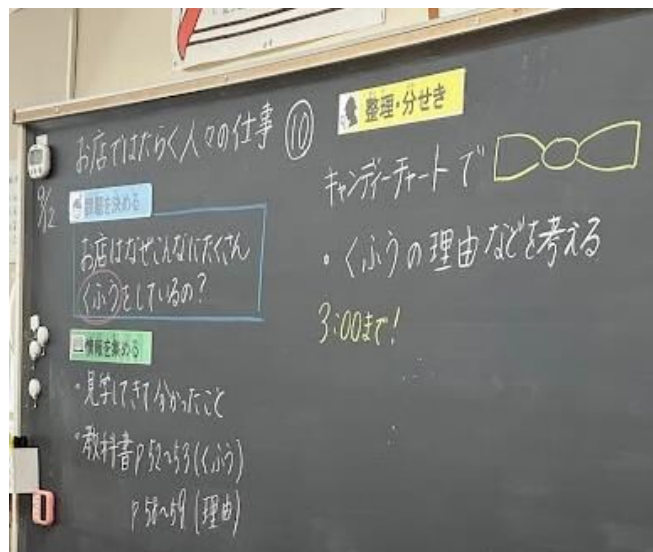 お店ではたらく人々の仕事 ⑩
9/2
課題を決める
お店はなぜこんなにたくさん
くふうをしているの？
情報を集める
・見学してきて分かったこと
・教科書P52〜53(くふう)
P58〜59(理由)
整理・分せき
キャンディーチャートで
・くふうの理由などを考える
3:00まで！